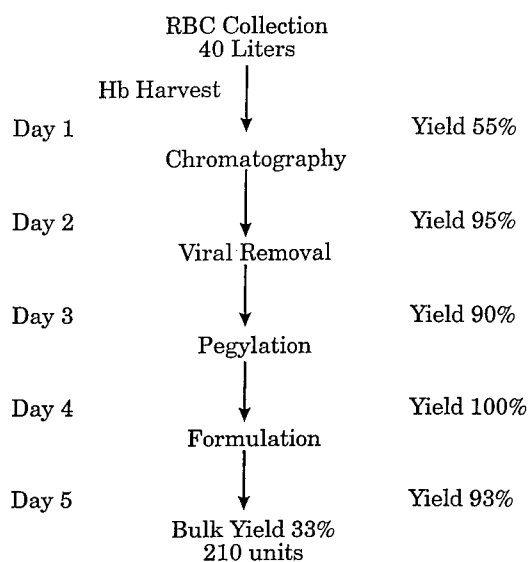 RBC Collection
40 Liters
Hb Harvest
Day 1 Yield 55%
Chromatography
Day 2 Yield 95%
Viral Removal
Day 3 Yield 90%
Pegylation
Day 4 Yield 100%
Formulation
Day 5 Yield 93%
Bulk Yield 33%
210 units